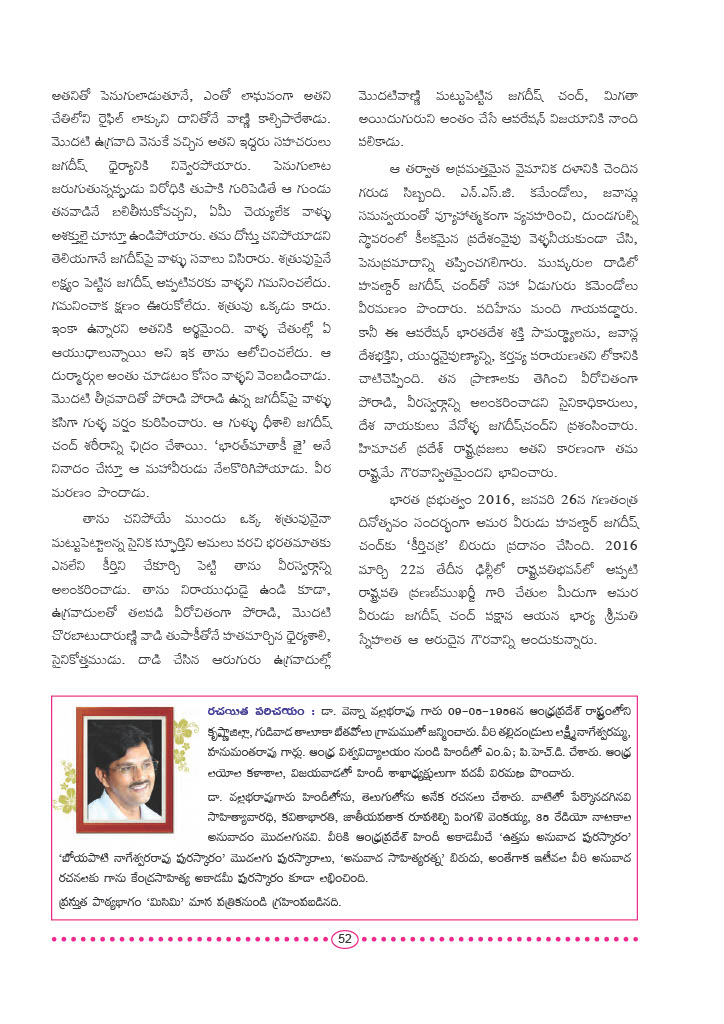 అతనితో పెనుగులాడుతూనే, ఎంతో లాఘవంగా అతని
చేతిలోని రైఫిల్ లాక్కుని దానితోనే వాణ్ణి కాల్చిపారేశాడు.
మొదటి ఉగ్రవాది వెనుకే వచ్చిన అతని ఇద్దరు సహచరులు
జగదీష్ ధైర్యానికి నివ్వెరపోయారు. పెనుగులాట
జరుగుతున్నప్పుడు విరోధికి తుపాకి గురిపెడితే ఆ గుండు
తనవాడినే బలితీసుకోవచ్చని, ఏమీ చెయ్యలేక వాళ్ళు
అశక్తులై చూస్తూ ఉండిపోయారు. తమ దోస్తు చనిపోయాడని
తెలియగానే జగదీష్‌పై వాళ్ళు సవాలు విసిరారు. శత్రువుపైనే
లక్ష్యం పెట్టిన జగదీష్ అప్పటివరకు వాళ్ళని గమనించలేదు.
గమనించాక క్షణం ఊరుకోలేదు. శత్రువు ఒక్కడు కాదు.
ఇంకా ఉన్నారని అతనికి అర్థమైంది. వాళ్ళ చేతుల్లో ఏ
ఆయుధాలున్నాయి అని ఇక తాను ఆలోచించలేదు. ఆ
దుర్మార్గుల అంతు చూడటం కోసం వాళ్ళని వెంబడించాడు.
మొదటి తీవ్రవాదితో పోరాడి పోరాడి ఉన్న జగదీష్‌పై వాళ్ళు
కసిగా గుళ్ళ వర్షం కురిపించారు. ఆ గుళ్ళు ధీశాలి జగదీష్
చంద్ శరీరాన్ని ఛిద్రం చేశాయి. ‘భారత్‌మాతాకీ జై’ అనే
నినాదం చేస్తూ ఆ మహావీరుడు నేలకొరిగిపోయాడు. వీర
మరణం పొందాడు.
తాను చనిపోయే ముందు ఒక్క శత్రువునైనా
మట్టుపెట్టాలన్న సైనిక స్ఫూర్తిని అమలు పరచి భరతమాతకు
ఎనలేని కీర్తిని చేకూర్చి పెట్టి తాను వీరస్వర్గాన్ని
అలంకరించాడు. తాను నిరాయుధుడై ఉండి కూడా,
ఉగ్రవాదులతో తలపడి వీరోచితంగా పోరాడి, మొదటి
చొరబాటుదారుణ్ణి వాడి తుపాకీతోనే హతమార్చిన ధైర్యశాలి,
సైనికోత్తముడు. దాడి చేసిన ఆరుగురు ఉగ్రవాదుల్లో
మొదటివాణ్ణి మట్టుపెట్టిన జగదీష్ చంద్, మిగతా
అయిదుగురుని అంతం చేసే ఆపరేషన్ విజయానికి నాంది
పలికాడు.
ఆ తర్వాత అప్రమత్తమైన వైమానిక దళానికి చెందిన
గరుడ సిబ్బంది. ఎన్.ఎస్.జి. కమేండోలు, జవాన్లు
సమన్వయంతో వ్యూహాత్మకంగా వ్యవహరించి, దుండగుల్ని
స్థావరంలో కీలకమైన ప్రదేశంవైపు వెళ్ళనీయకుండా చేసి,
పెనుప్రమాదాన్ని తప్పించగలిగారు. ముష్కరుల దాడిలో
హవల్దార్ జగదీష్ చంద్‌తో సహా ఏడుగురు కమెండోలు
వీరమణం పొందారు. పదిహేను మంది గాయపడ్డారు.
కానీ ఈ ఆపరేషన్ భారతదేశ శక్తి సామర్థ్యాలను, జవాన్ల
దేశభక్తిని, యుద్ధనైపుణ్యాన్ని, కర్తవ్య పరాయణతని లోకానికి
చాటిచెప్పింది. తన ప్రాణాలకు తెగించి వీరోచితంగా
పోరాడి, వీరస్వర్గాన్ని అలంకరించాడని సైనికాధికారులు,
దేశ నాయకులు వేనోళ్ళ జగదీష్‌చంద్‌ని ప్రశంసించారు.
హిమాచల్ ప్రదేశ్ రాష్ట్రప్రజలు అతని కారణంగా తమ
రాష్ట్రమే గౌరవాన్వితమైందని భావించారు.
భారత ప్రభుత్వం 2016, జనవరి 26న గణతంత్ర
దినోత్సవం సందర్భంగా అమర వీరుడు హవల్దార్ జగదీష్
చంద్‌కు ‘కీర్తిచక్ర’ బిరుదు ప్రదానం చేసింది. 2016
మార్చి 22వ తేదీన ఢిల్లీలో రాష్ట్రపతిభవన్‌లో అప్పటి
రాష్ట్రపతి ప్రణబ్‌ముఖర్జీ గారి చేతుల మీదుగా అమర
వీరుడు జగదీష్ చంద్ పక్షాన ఆయన భార్య శ్రీమతి
స్నేహలత ఆ అరుదైన గౌరవాన్ని అందుకున్నారు.
రచయిత పరిచయం : డా. వెన్నా వల్లభరావు గారు 09-08-1956న ఆంధ్రప్రదేశ్ రాష్ట్రంలోని
కృష్ణాజిల్లా, గుడివాడ తాలూకా బేతవోలు గ్రామములో జన్మించారు. వీరి తల్లిదండ్రులు లక్ష్మీనాగేశ్వరమ్మ,
హనుమంతరావు గార్లు. ఆంధ్ర విశ్వవిద్యాలయం నుండి హిందీలో ఎం.ఏ; పి.హెచ్.డి. చేశారు. ఆంధ్ర
లయోల కళాశాల, విజయవాడలో హిందీ శాఖాధ్యక్షులుగా పదవీ విరమణ పొందారు.
డా. వల్లభరావుగారు హిందీలోను, తెలుగులోను అనేక రచనలు చేశారు. వాటిలో పేర్కొనదగినవి
సాహిత్యావారధి, కవితాభారతి, జాతీయపతాక రూపశిల్పి పింగళి వెంకయ్య, 80 రేడియో నాటకాల
అనువాదం మొదలగునవి. వీరికి ఆంధ్రప్రదేశ్ హిందీ అకాడెమీచే ‘ఉత్తమ అనువాద పురస్కారం’
‘బోయపాటి నాగేశ్వరరావు పురస్కారం’ మొదలగు పురస్కారాలు, ‘అనువాద సాహిత్యరత్న’ బిరుదు, అంతేగాక ఇటీవల వీరి అనువాద
రచనలకు గాను కేంద్రసాహిత్య అకాడమీ పురస్కారం కూడా లభించింది.
ప్రస్తుత పాఠ్యభాగం ‘మిసిమి’ మాస పత్రికనుండి గ్రహింపబడినది.
52